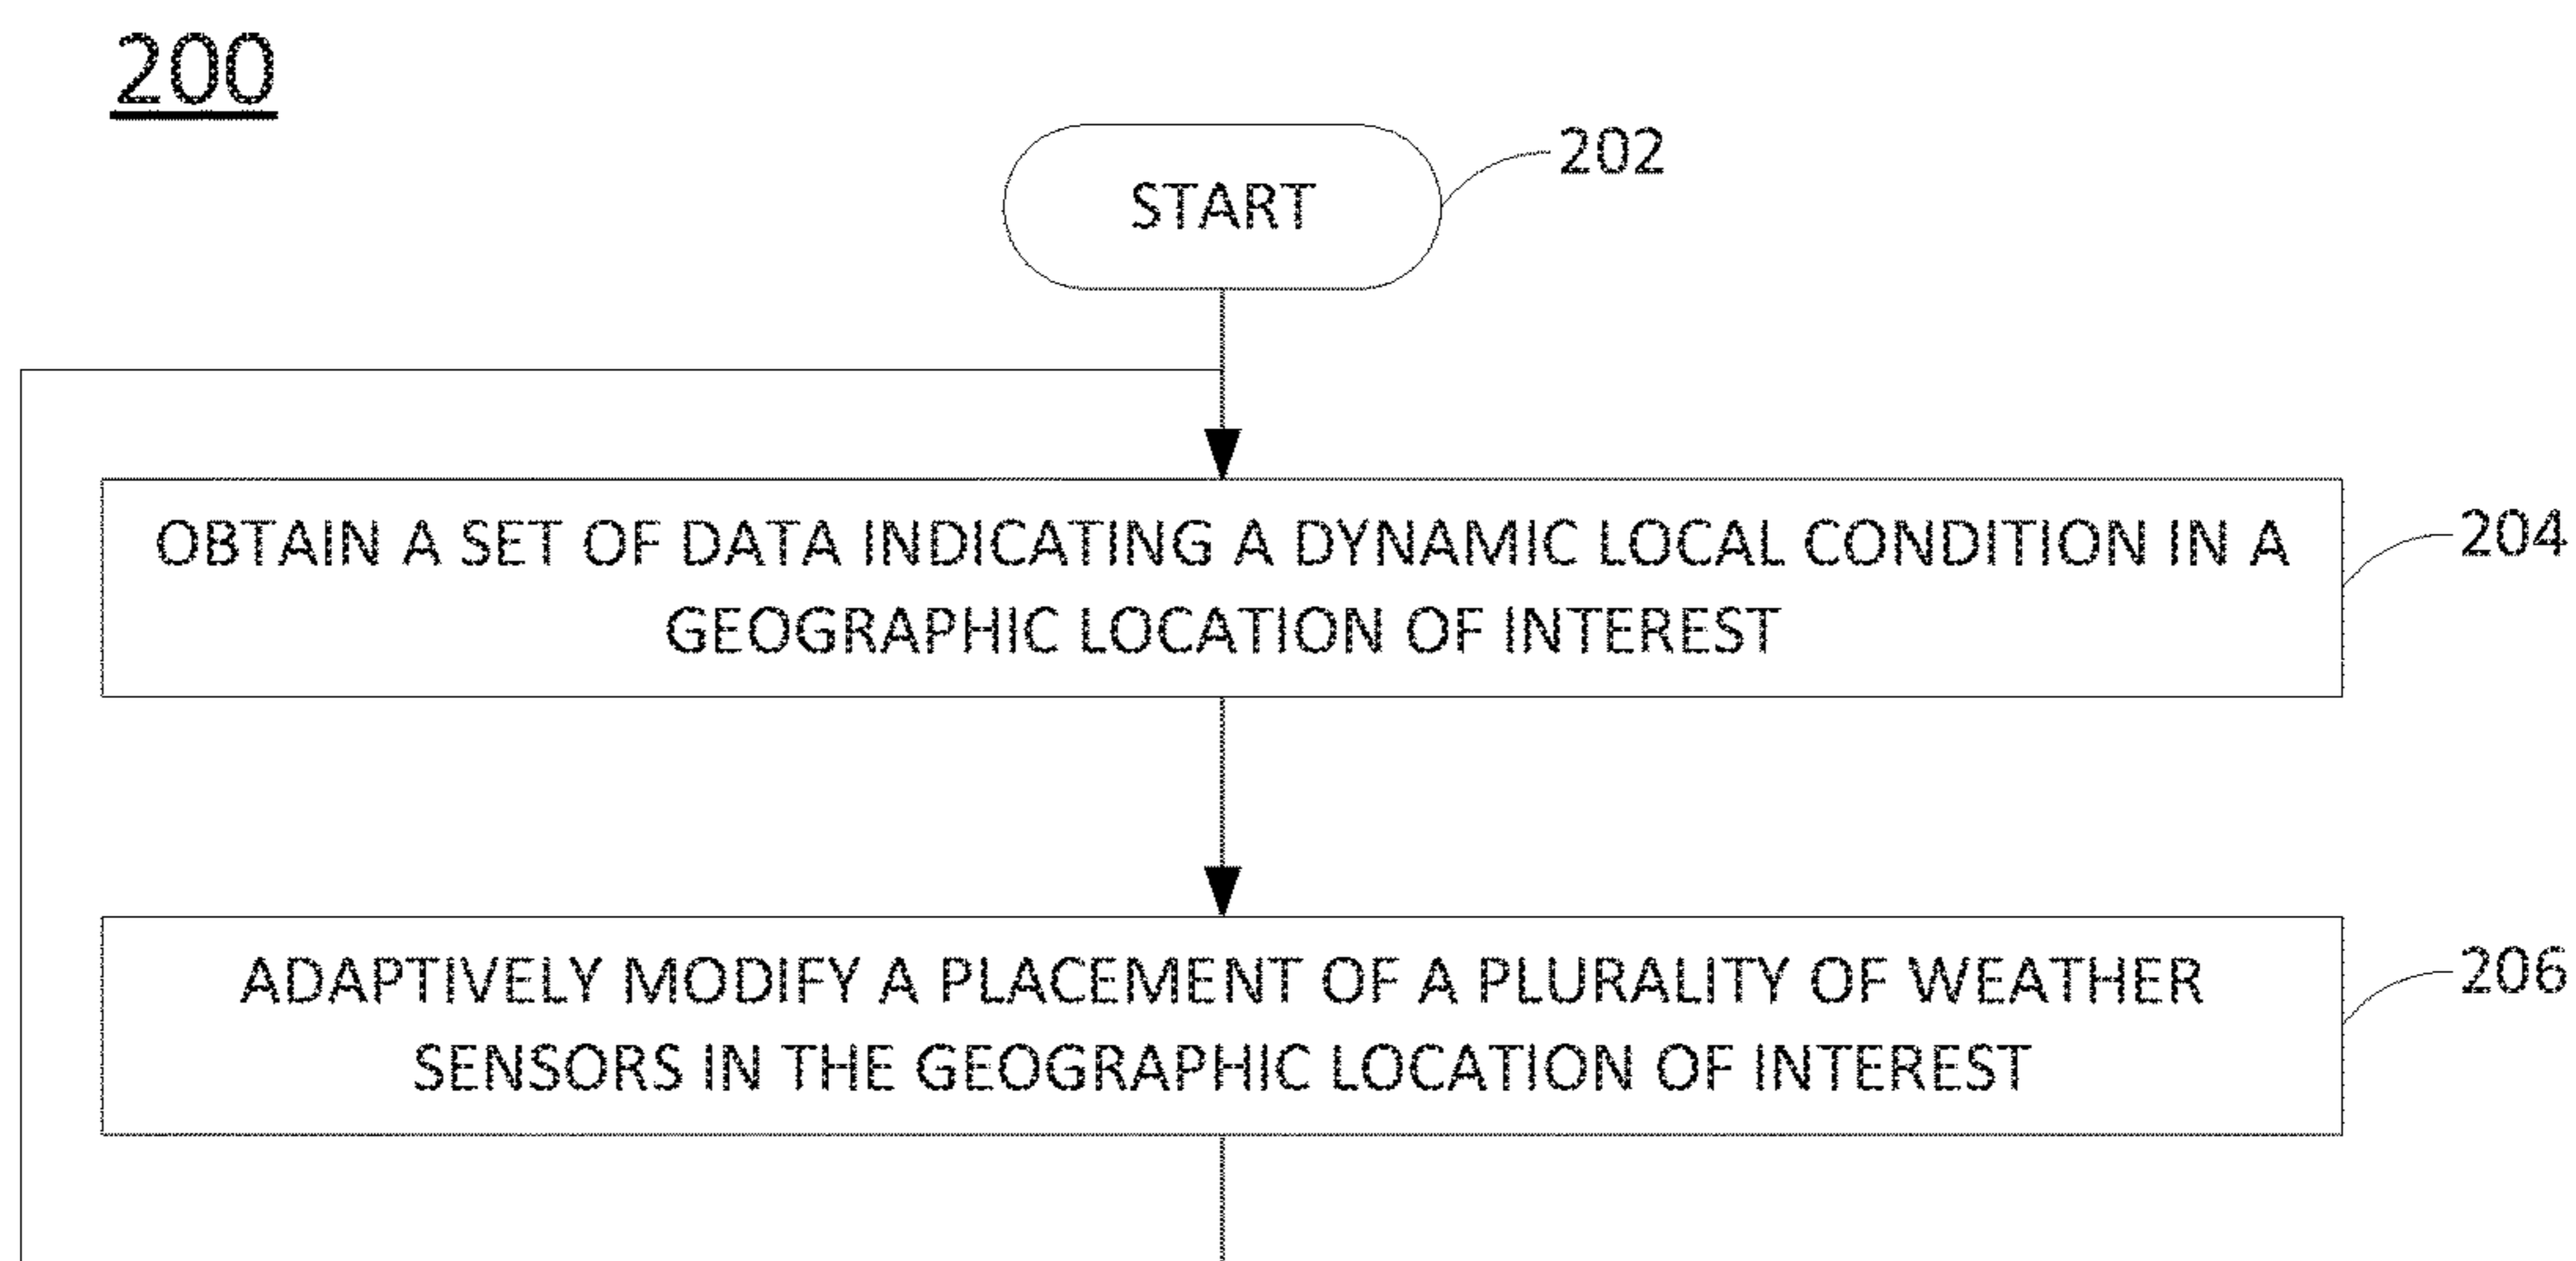 200
START
202
OBTAIN A SET OF DATA INDICATING A DYNAMIC LOCAL CONDITION IN A
GEOGRAPHIC LOCATION OF INTEREST
204
ADAPTIVELY MODIFY A PLACEMENT OF A PLURALITY OF WEATHER
SENSORS IN THE GEOGRAPHIC LOCATION OF INTEREST
206